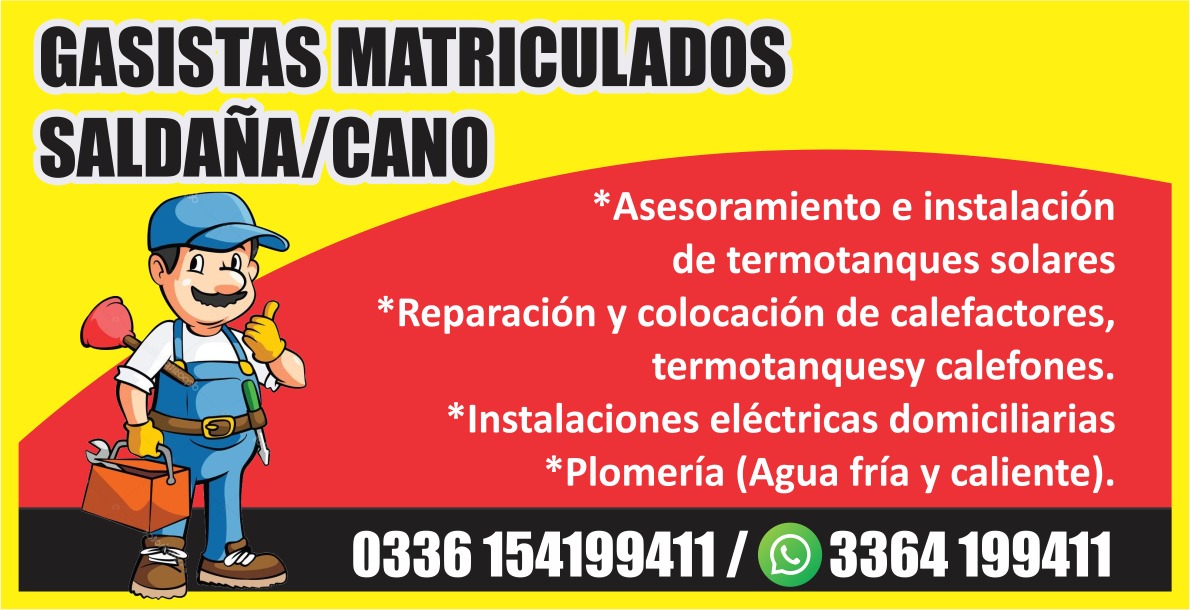 GASISTAS MATRICULADOS
SALDAÑA/CANO
*Asesoramiento e instalación
de termotanques solares
*Reparación y colocación de calefactores,
termotanquesy calefones.
*Instalaciones eléctricas domiciliarias
*Plomería (Agua fría y caliente).
0336 154199411 / 3364 199411